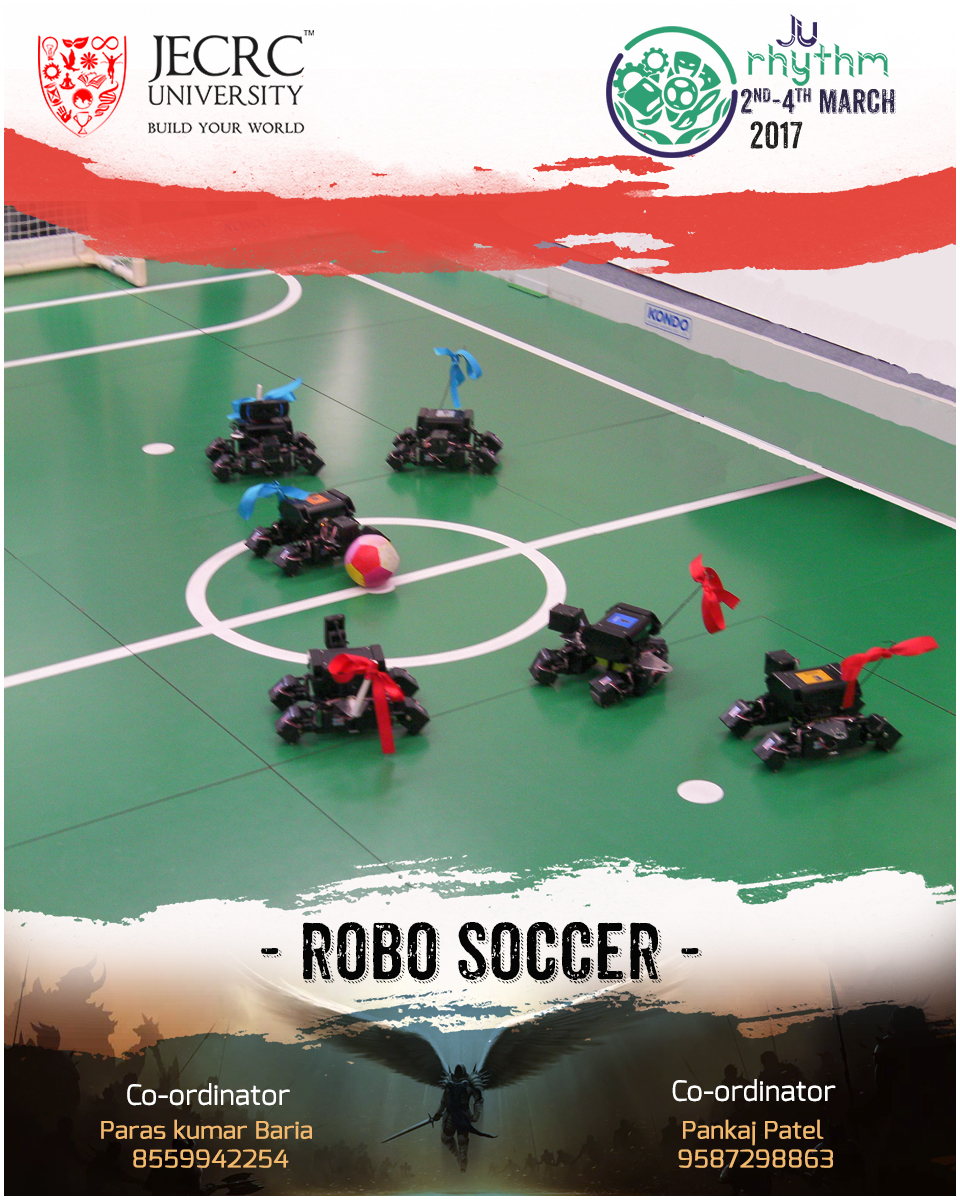 JECRC™
UNIVERSITY
BUILD YOUR WORLD
JU
rhythm
2ND-4TH MARCH
2017
KONDO
- ROBO SOCCER -
Co-ordinator
Paras kumar Baria
8559942254
Co-ordinator
Pankaj Patel
9587298863